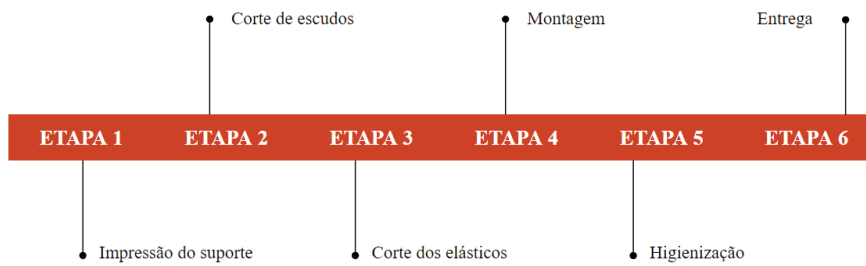 Corte de escudos
Montagem
Entrega
ETAPA 1
ETAPA 2
ETAPA 3
ETAPA 4
ETAPA 5
ETAPA 6
Impressão do suporte
Corte dos elásticos
Higienização